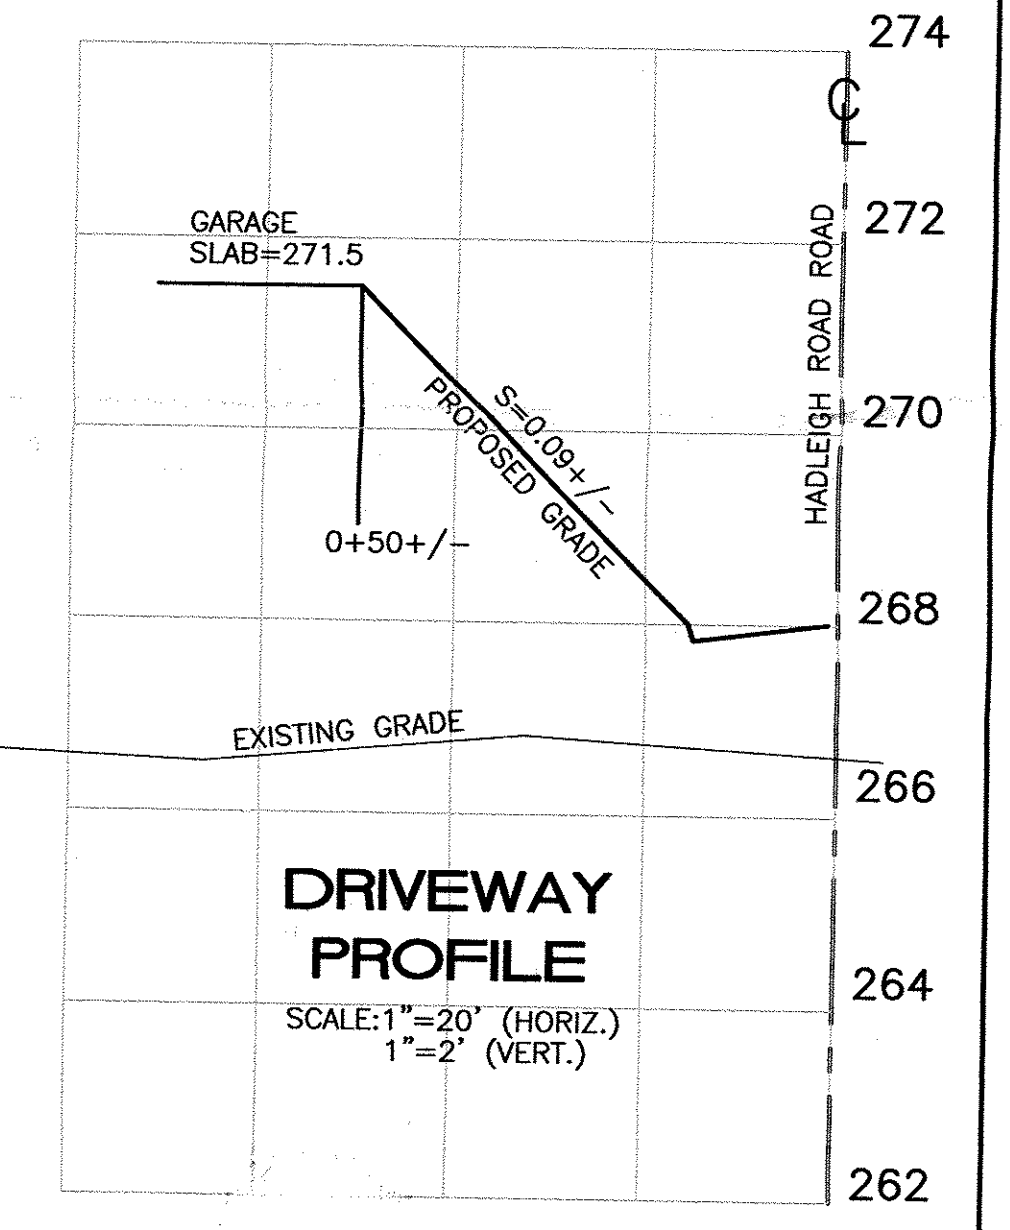 274
℄
GARAGE
SLAB=271.5
272
HADLEIGH ROAD ROAD
S=0.09+/-
PROPOSED GRADE
270
0+50+/-
268
EXISTING GRADE
266
DRIVEWAY
PROFILE
264
SCALE:1"=20' (HORIZ.)
1"=2' (VERT.)
262